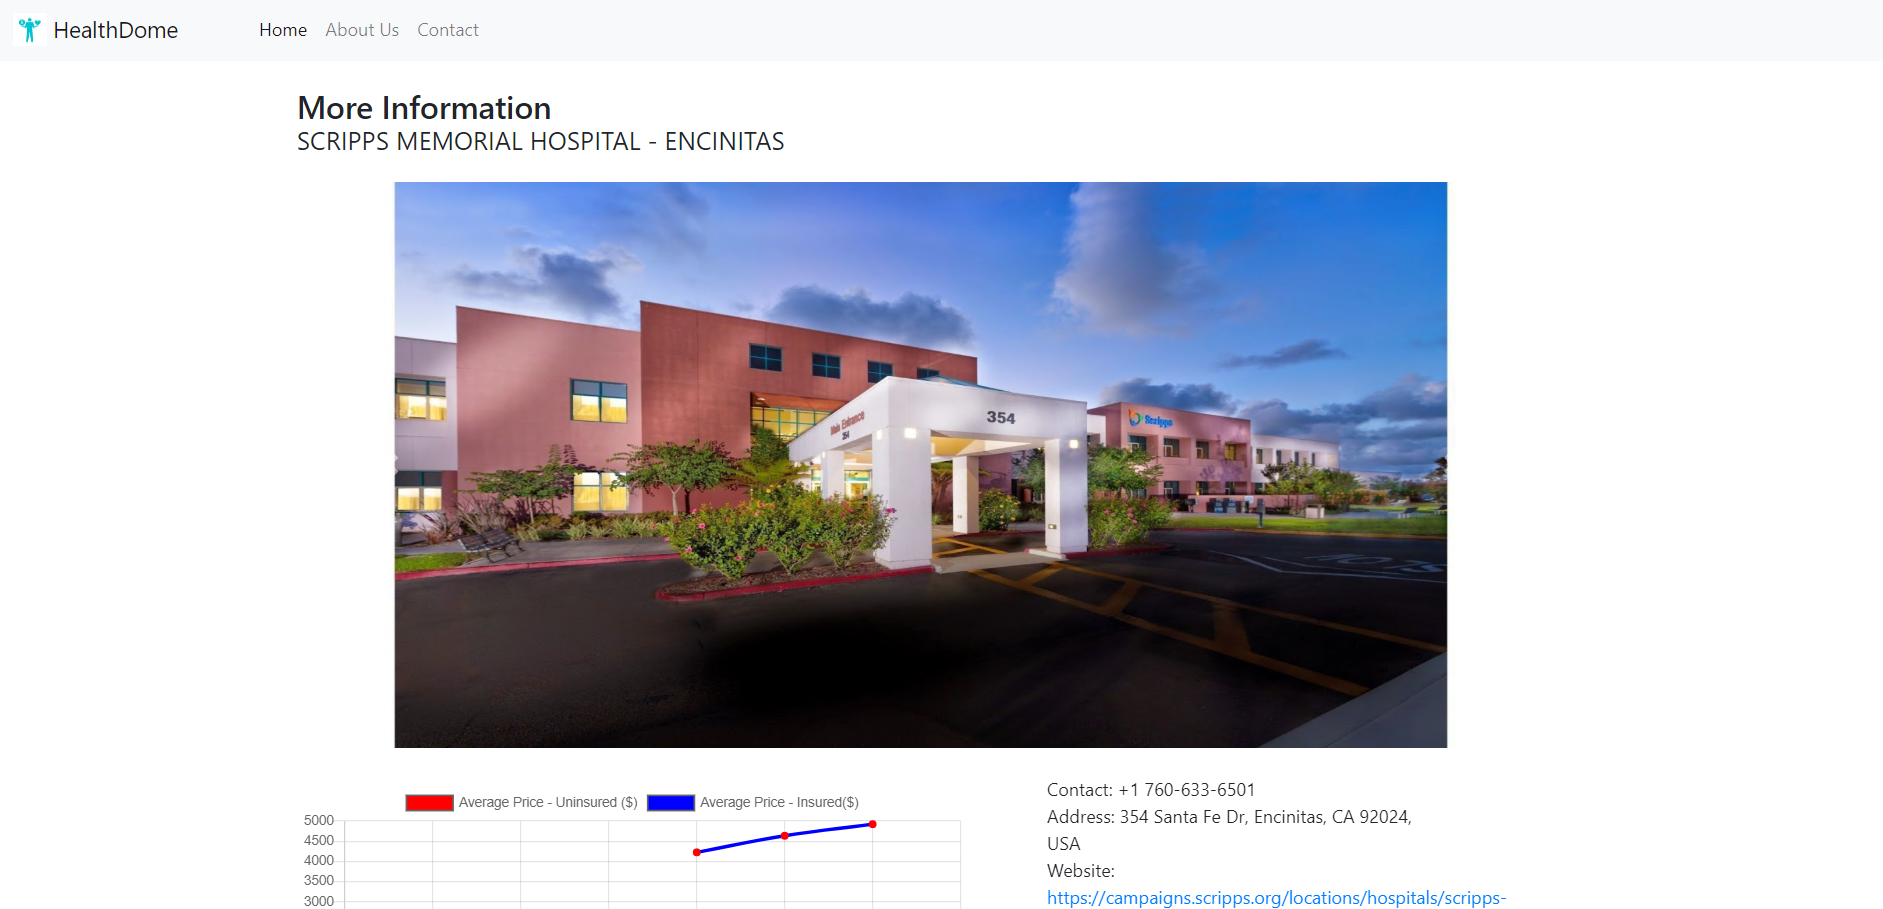 HealthDome
Home About Us Contact
More Information
SCRIPPS MEMORIAL HOSPITAL - ENCINITAS
354
Main Entrance
354
Scripps
Average Price - Uninsured ($) Average Price - Insured($)
5000
4500
4000
3500
3000
Contact: +1 760-633-6501
Address: 354 Santa Fe Dr, Encinitas, CA 92024,
USA
Website:
https://campaigns.scripps.org/locations/hospitals/scripps-